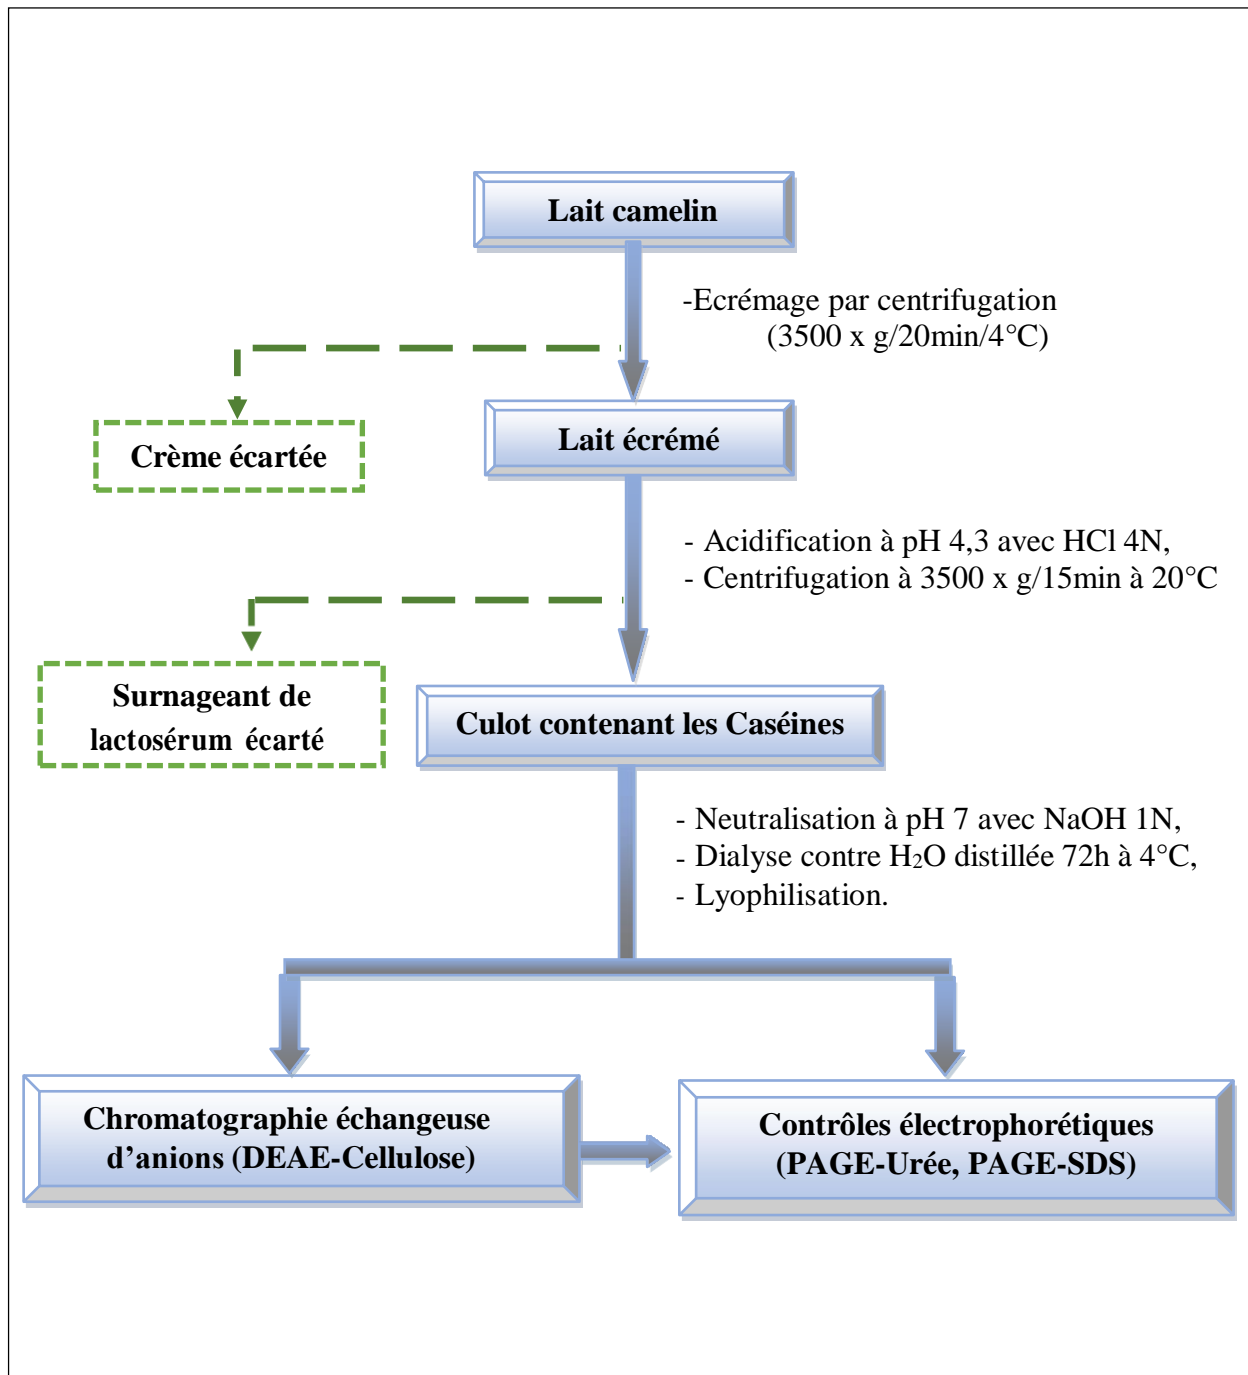 Lait camelin
-Ecrémage par centrifugation
(3500 x g/20min/4°C)
Crème écartée
Lait écrémé
- Acidification à pH 4,3 avec HCl 4N,
- Centrifugation à 3500 x g/15min à 20°C
Surnageant de
lactosérum écarté
Culot contenant les Caséines
- Neutralisation à pH 7 avec NaOH 1N,
- Dialyse contre H₂O distillée 72h à 4°C,
- Lyophilisation.
Chromatographie échangeuse
d’anions (DEAE-Cellulose)
Contrôles électrophorétiques
(PAGE-Urée, PAGE-SDS)